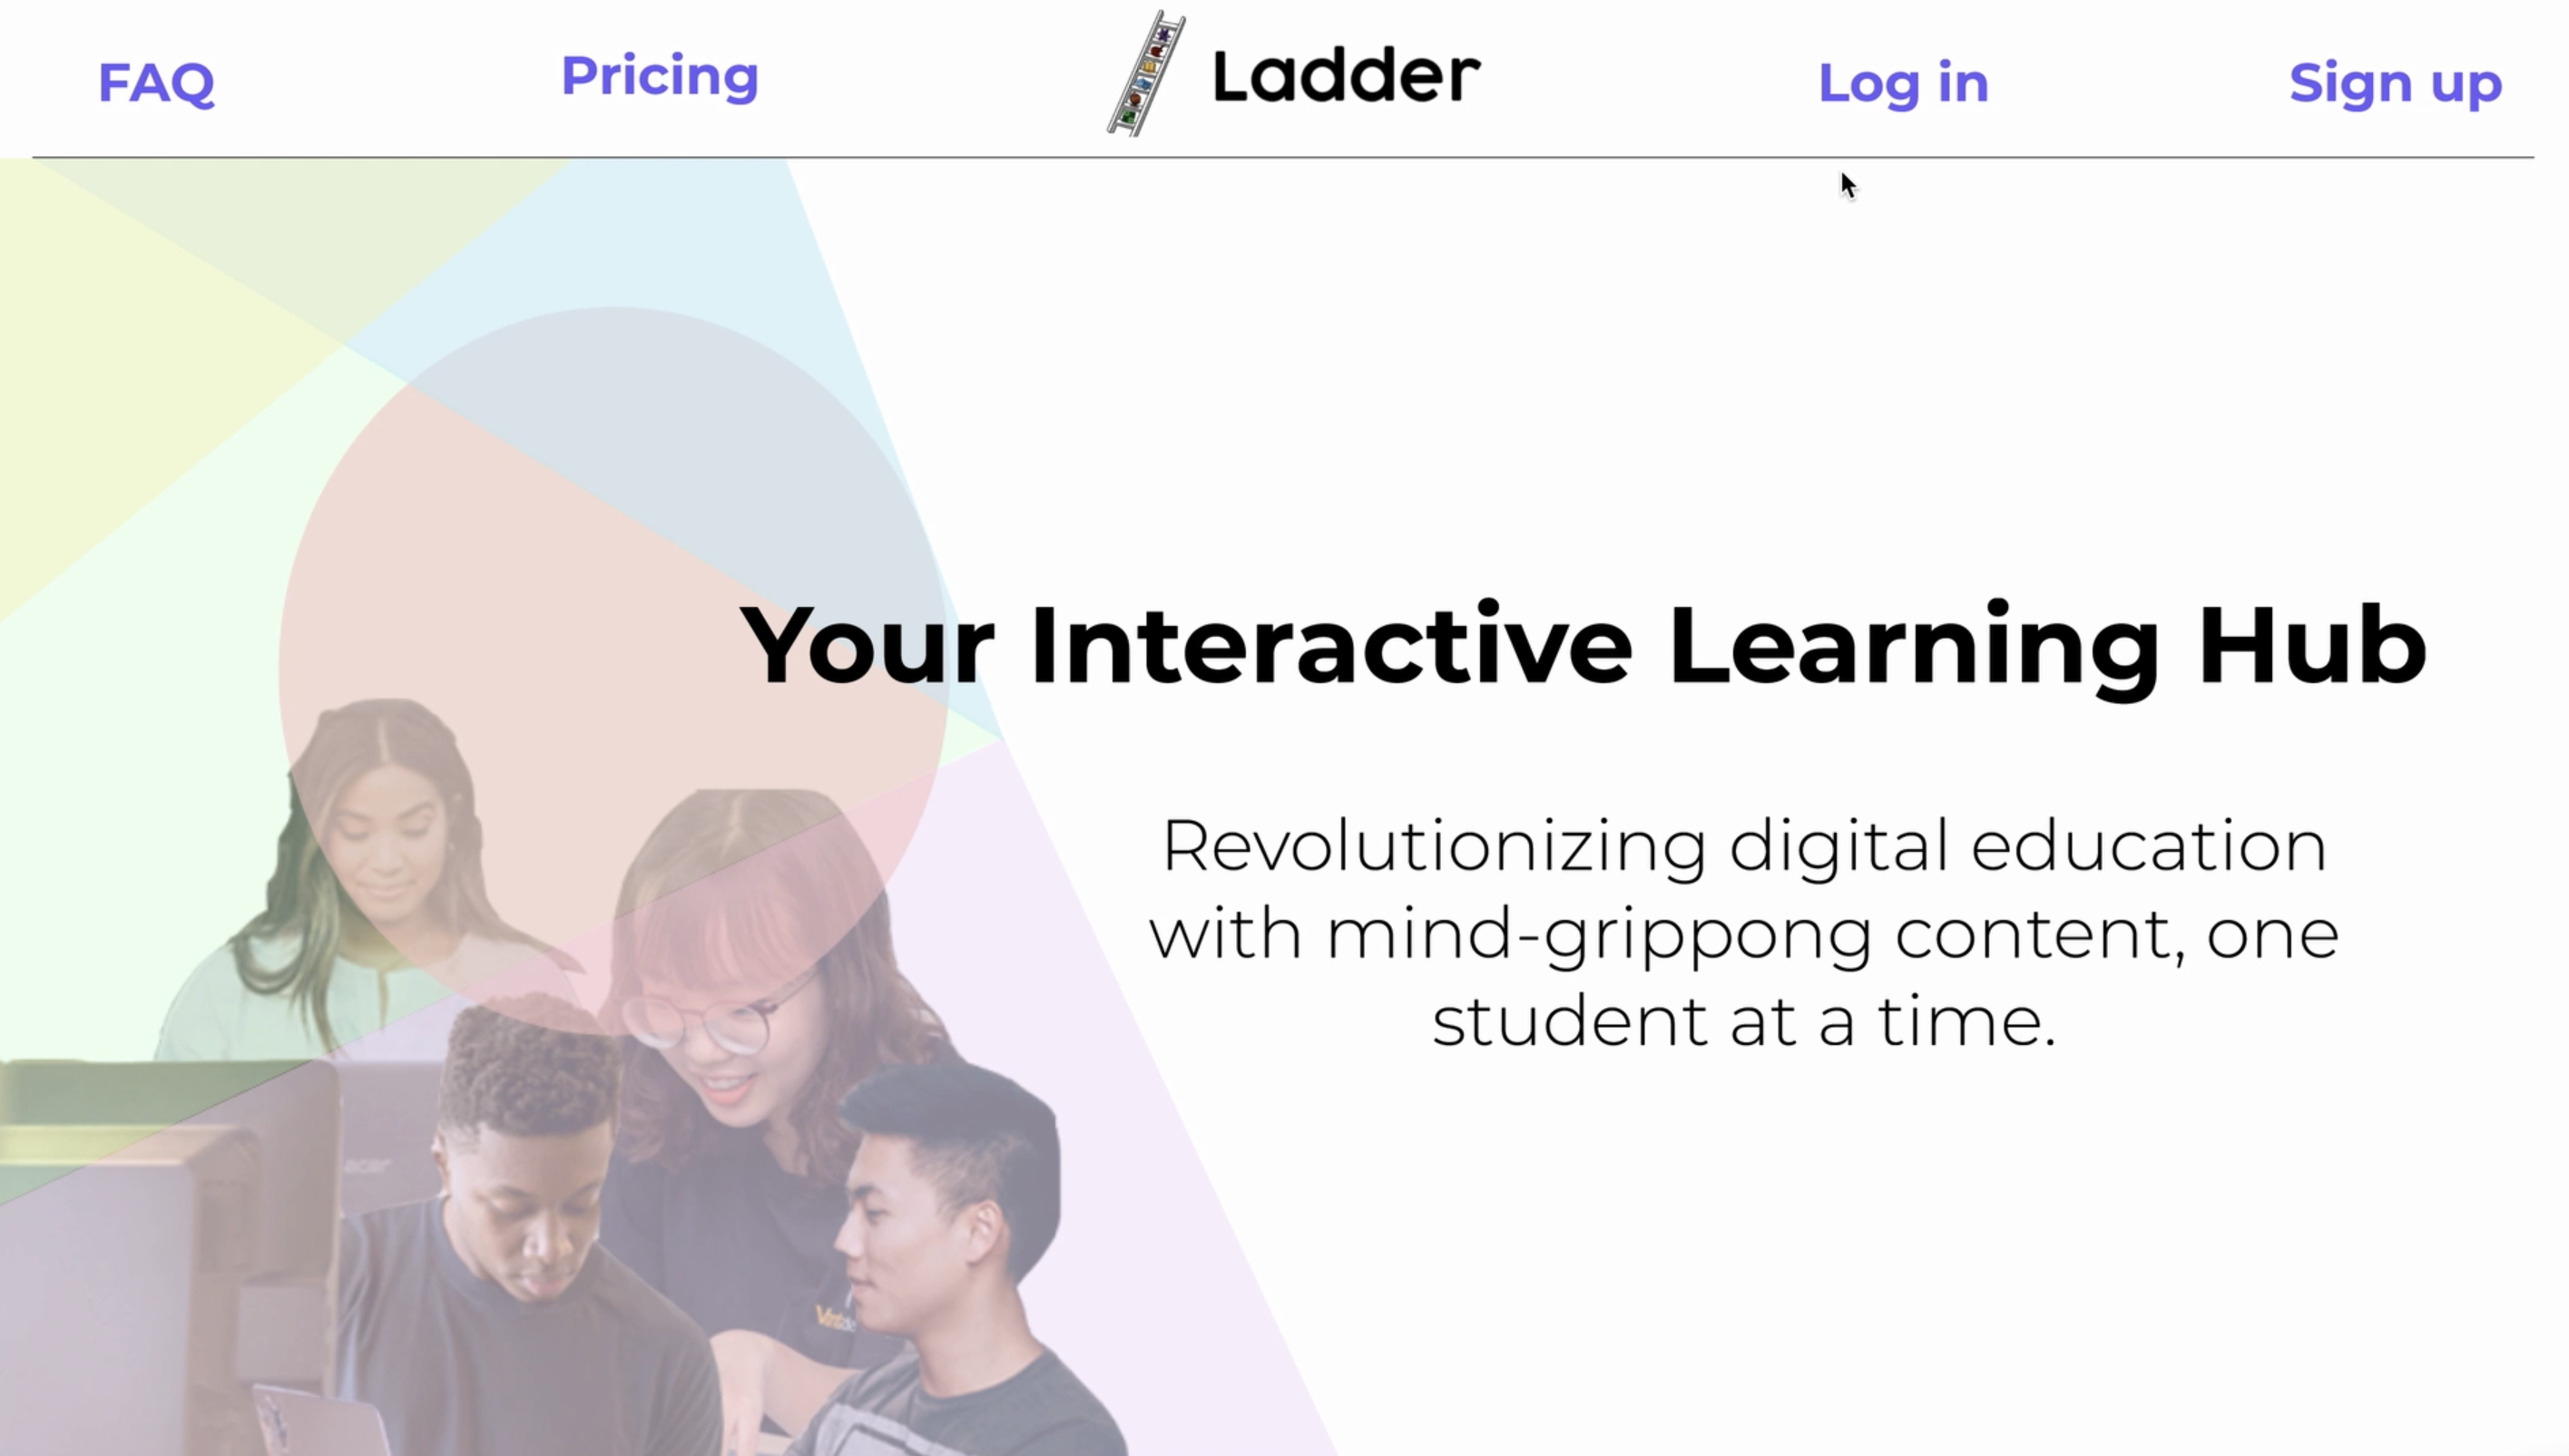 FAQ
Pricing
Ladder
Log in
Sign up
Your Interactive Learning Hub
Revolutionizing digital education
with mind-grippong content, one
student at a time.
acer